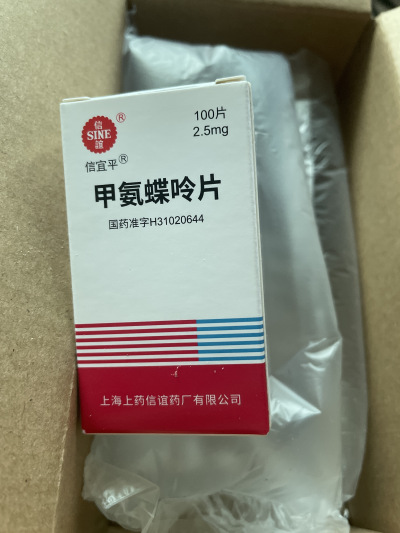 信
SINE
誼
®
100片
2.5mg
信宜平®
甲氨蝶呤片
国药准字H31020644
上海上药信谊药厂有限公司